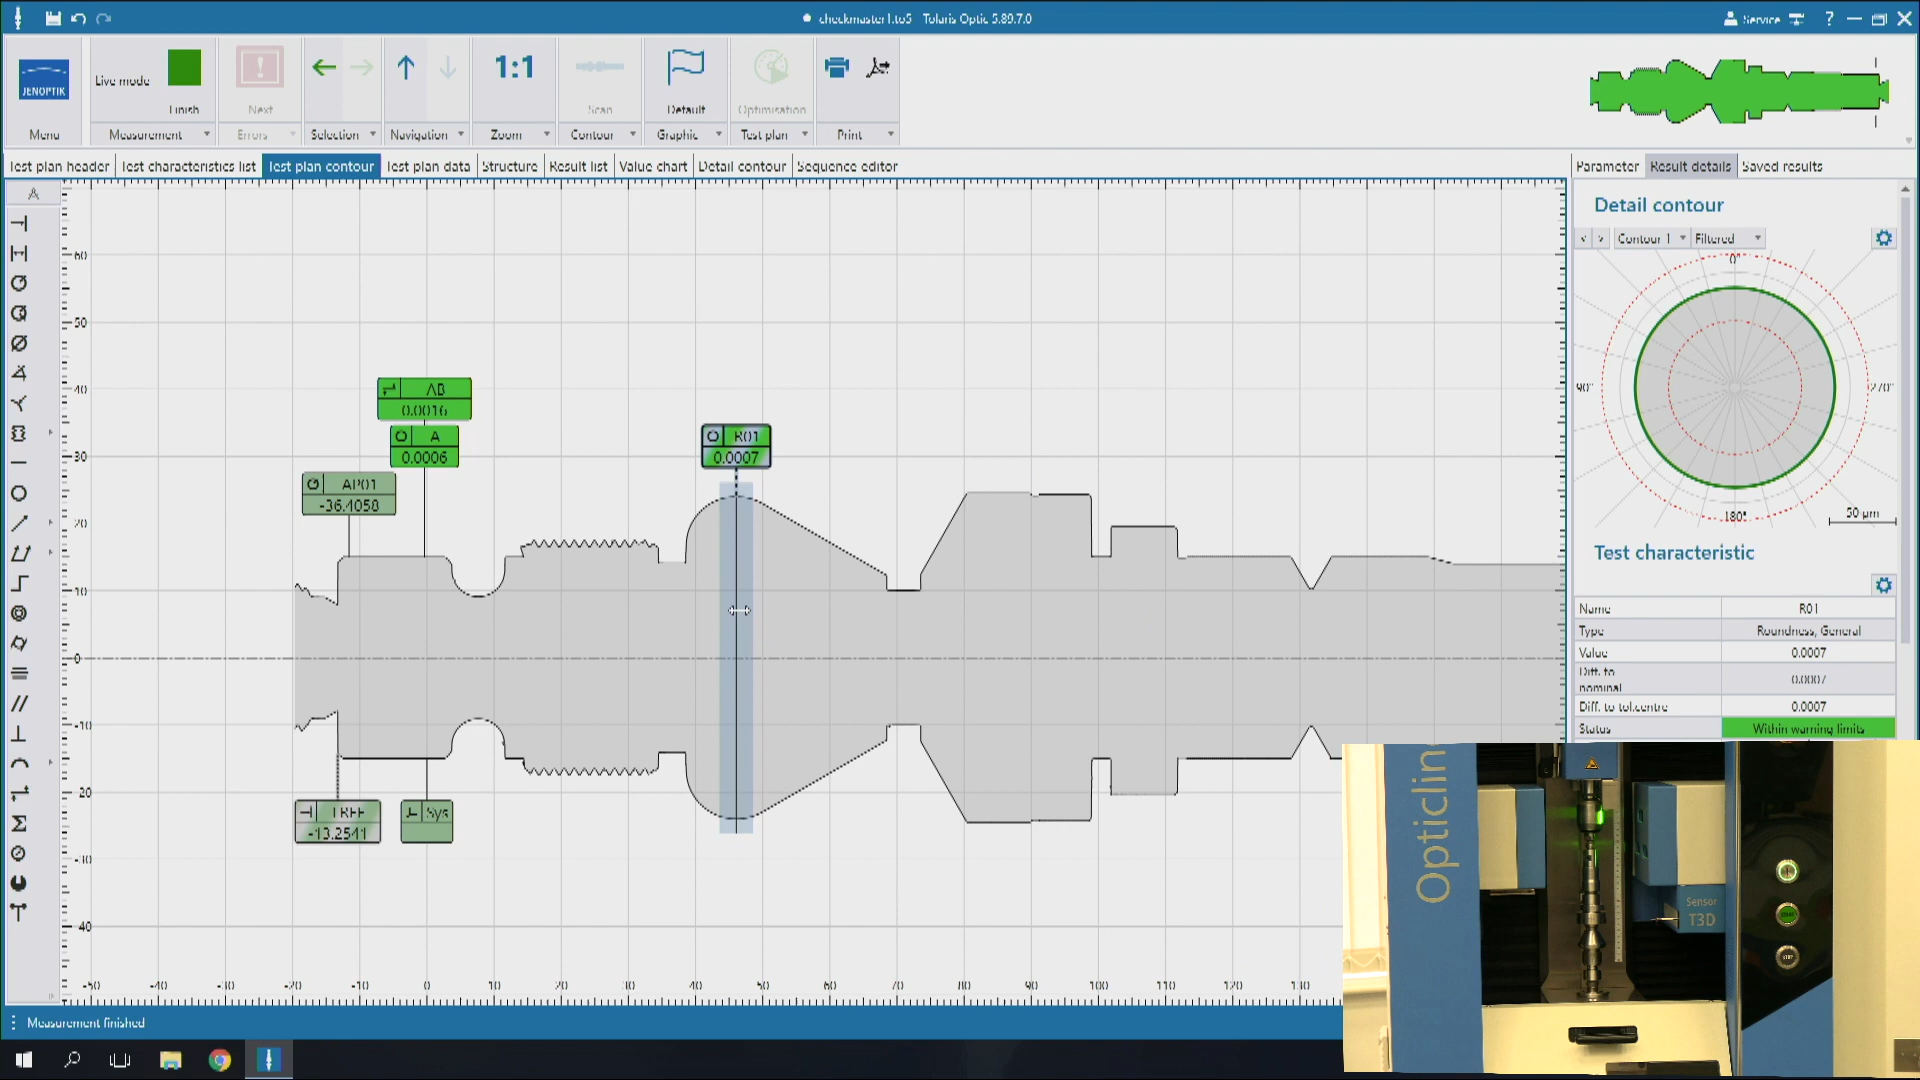 checkmaster1.to5 - Tolaris Optic 5.89.7.0
Service
JENOPTIK
Live mode
Finish
Next
1:1
Scan
Default
Optimisation
Menu
Measurement
Errors
Selection
Navigation
Zoom
Contour
Graphic
Test plan
Print
Test plan header
Test characteristics list
Test plan contour
Test plan data
Structure
Result list
Value chart
Detail contour
Sequence editor
Parameter
Result details
Saved results
Detail contour
Contour 1
Filtered
0°
90°
270°
180°
50 µm
60
50
40
30
20
10
0
-10
-20
-30
-40
AB
0.0016
A
0.0006
AP01
-36.4058
R01
0.0007
-13.2541
Sys
-50
-40
-30
-20
-10
0
10
20
30
40
50
60
70
80
90
100
110
120
130
Test characteristic
Name R01
Type Roundness, General
Value 0.0007
Diff. to nominal 0.0007
Diff. to tol.centre 0.0007
Status Within warning limits
Opticline
Sensor
T3D
STOP
Measurement finished